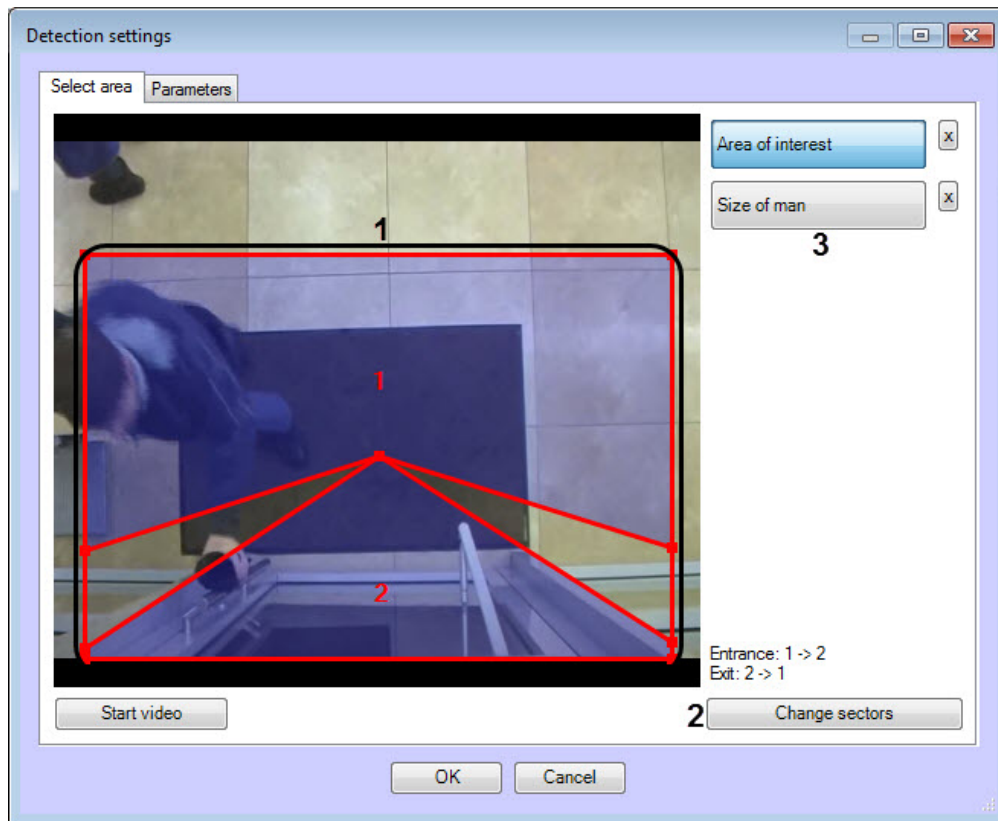 Detection settings
Select area
Parameters
Area of interest
x
Size of man
x
1
3
1
2
Entrance: 1 -> 2
Exit: 2 -> 1
Start video
2
Change sectors
OK
Cancel